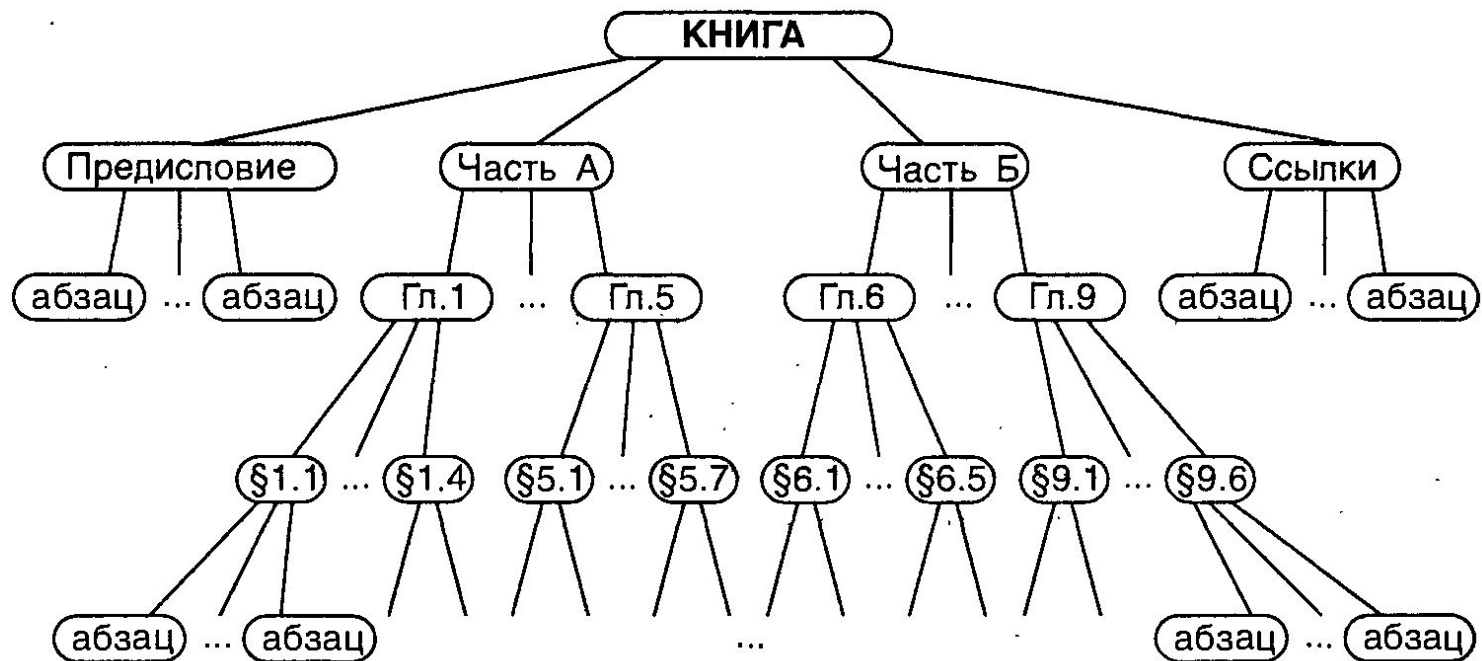 КНИГА
Предисловие Часть А Часть Б Ссылки
абзац ... абзац Гл.1 ... Гл.5 Гл.6 ... Гл.9 абзац ... абзац
§1.1 ... §1.4 §5.1 ... §5.7 §6.1 ... §6.5 §9.1 ... §9.6
абзац ... абзац ... абзац ... абзац